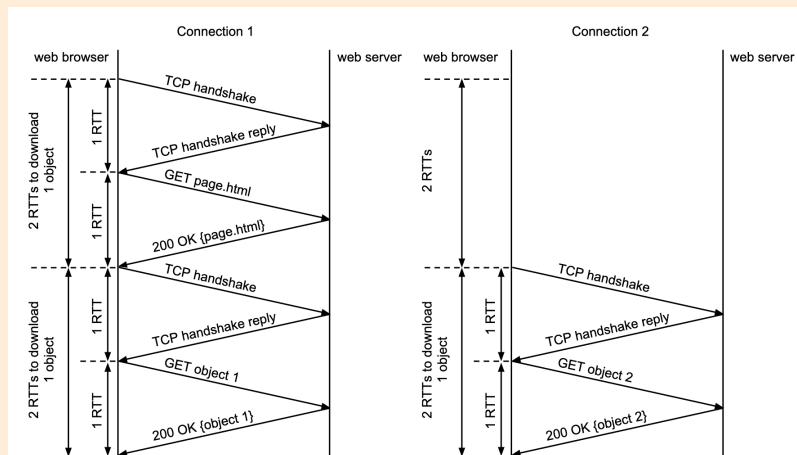 Connection 1
web browser
web server
TCP handshake
TCP handshake reply
GET page.html
200 OK {page.html}
TCP handshake
TCP handshake reply
GET object 1
200 OK {object 1}
2 RTTs to download
1 object
1 RTT
1 RTT
2 RTTs to download
1 object
1 RTT
1 RTT
Connection 2
web browser
web server
2 RTTs
TCP handshake
TCP handshake reply
GET object 2
200 OK {object 2}
2 RTTs to download
1 object
1 RTT
1 RTT